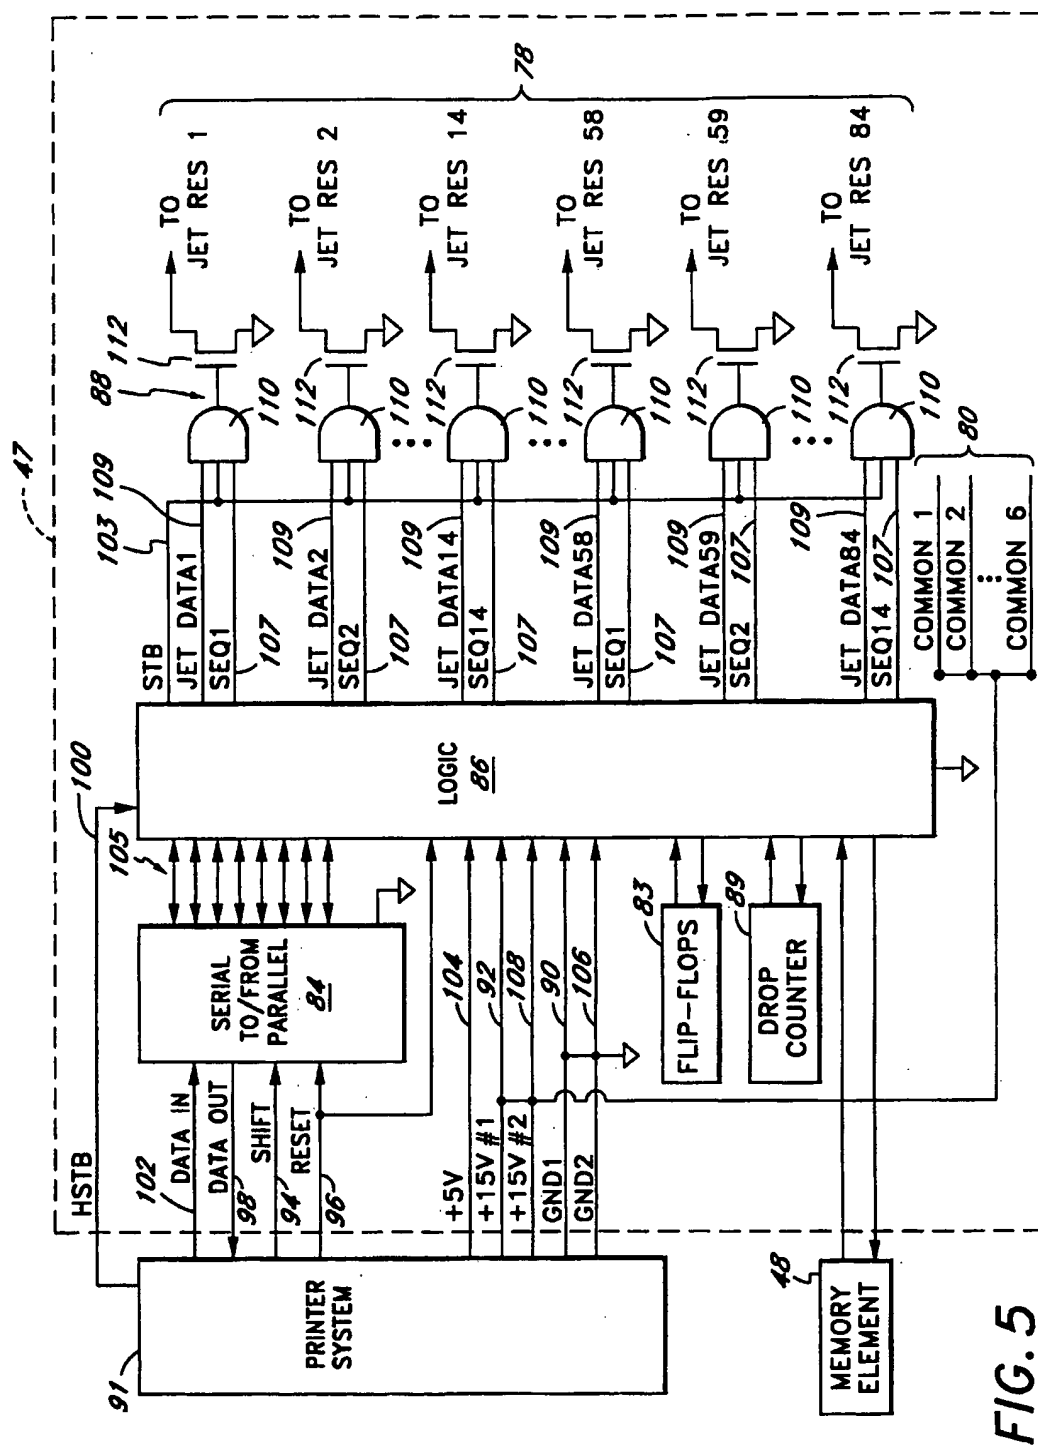 47
91
PRINTER
SYSTEM
HSTB
100
DATA IN
102
DATA OUT
98
SHIFT
94
RESET
96
SERIAL
TO/FROM
PARALLEL
84
105
+5V
104
+15V #1
92
+15V #2
108
GND1
90
GND2
106
FLIP-FLOPS
83
DROP
COUNTER
89
MEMORY
ELEMENT
48
LOGIC
86
STB
103
JET DATA1
109
SEQ1
107
88
110
112
TO
JET RES 1
JET DATA2
109
SEQ2
107
110
112
TO
JET RES 2
JET DATA14
109
SEQ14
107
110
112
TO
JET RES 14
JET DATA58
109
SEQ1
107
110
112
TO
JET RES 58
JET DATA59
109
SEQ2
107
110
112
TO
JET RES 59
JET DATA84
109
SEQ14
107
110
112
TO
JET RES 84
78
COMMON 1
COMMON 2
COMMON 6
80
FIG. 5